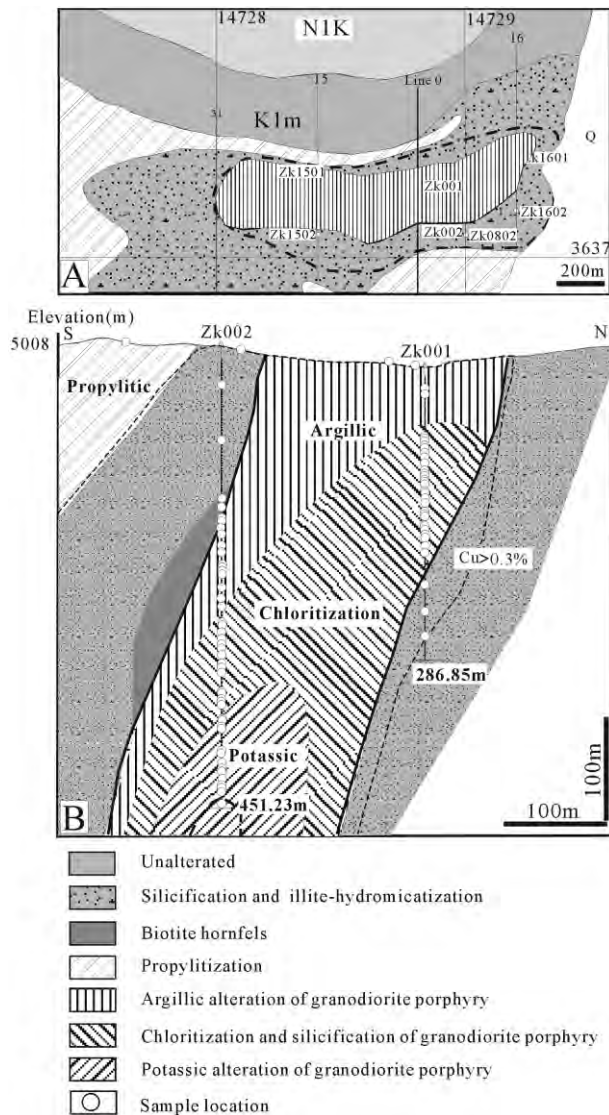 14728
14729
N1K
16
15
Line 0
K1m
31
Q
Zk1501
Zk001
Zk1601
Zk1502
Zk002
Zk0802
Zk1602
3637
A
200m
Elevation(m)
S
Zk002
N
5008
Zk001
Propylitic
Argillic
Cu>0.3%
Chloritization
286.85m
Potassic
451.23m
B
100m
100m
Unalterated
Silicification and illite-hydromicatization
Biotite hornfels
Propylitization
Argillic alteration of granodiorite porphyry
Chloritization and silicification of granodiorite porphyry
Potassic alteration of granodiorite porphyry
Sample location